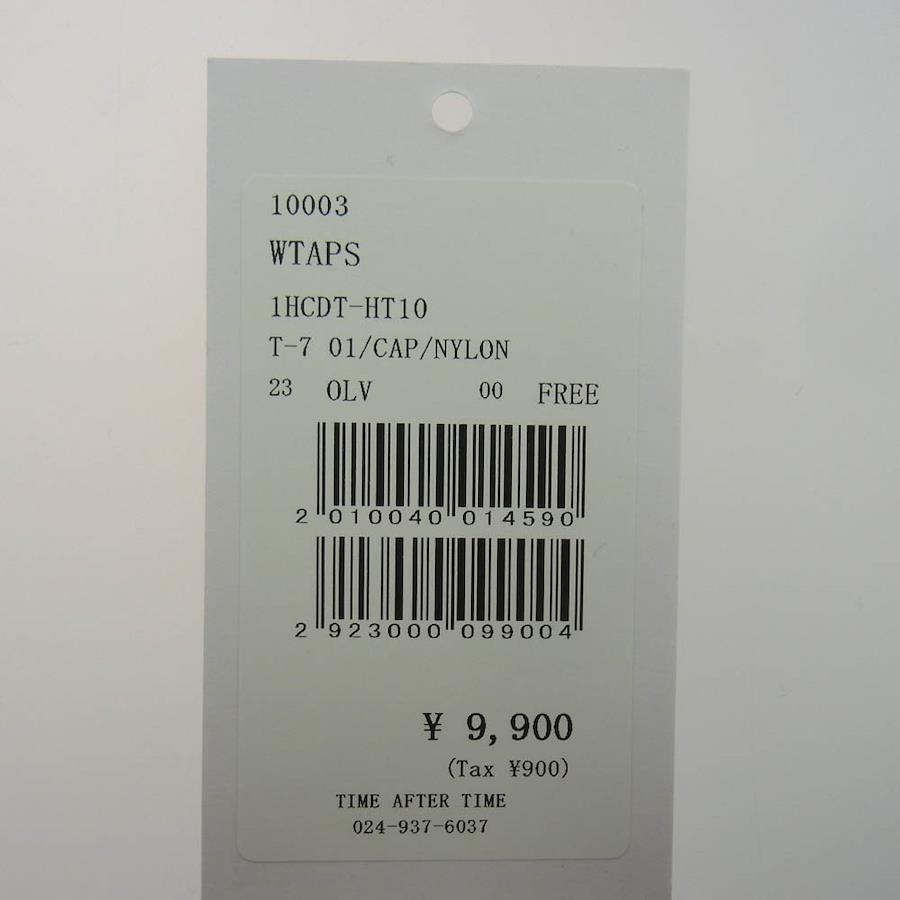 10003
WTAPS
1HCDT-HT10
T-7 01/CAP/NYLON
23 OLV 00 FREE
2 010040 014590
2 923000 099004
¥ 9,900
(Tax ¥900)
TIME AFTER TIME
024-937-6037